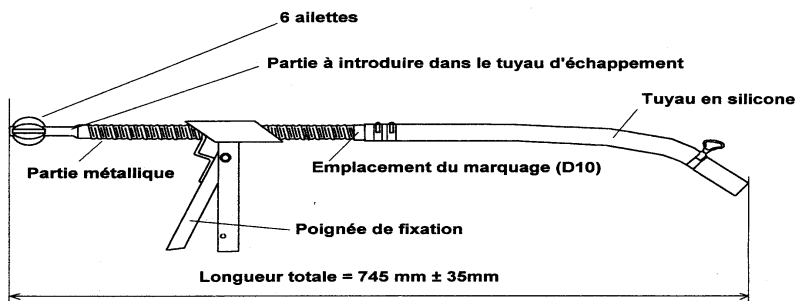 6 ailettes
Partie à introduire dans le tuyau d'échappement
Tuyau en silicone
Partie métallique
Emplacement du marquage (D10)
Poignée de fixation
Longueur totale = 745 mm ± 35mm